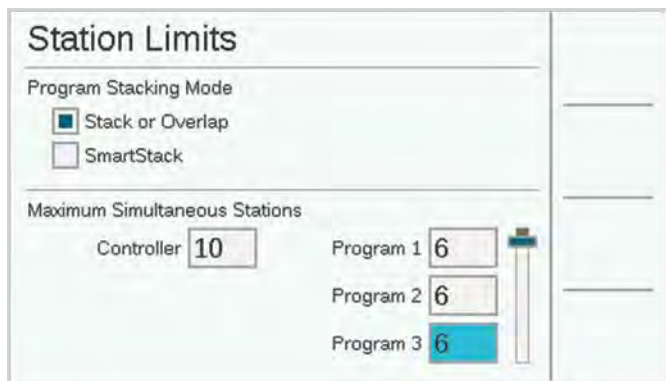 Station Limits
Program Stacking Mode
Stack or Overlap
SmartStack
Maximum Simultaneous Stations
Controller 10 Program 1 6
Program 2 6
Program 3 6